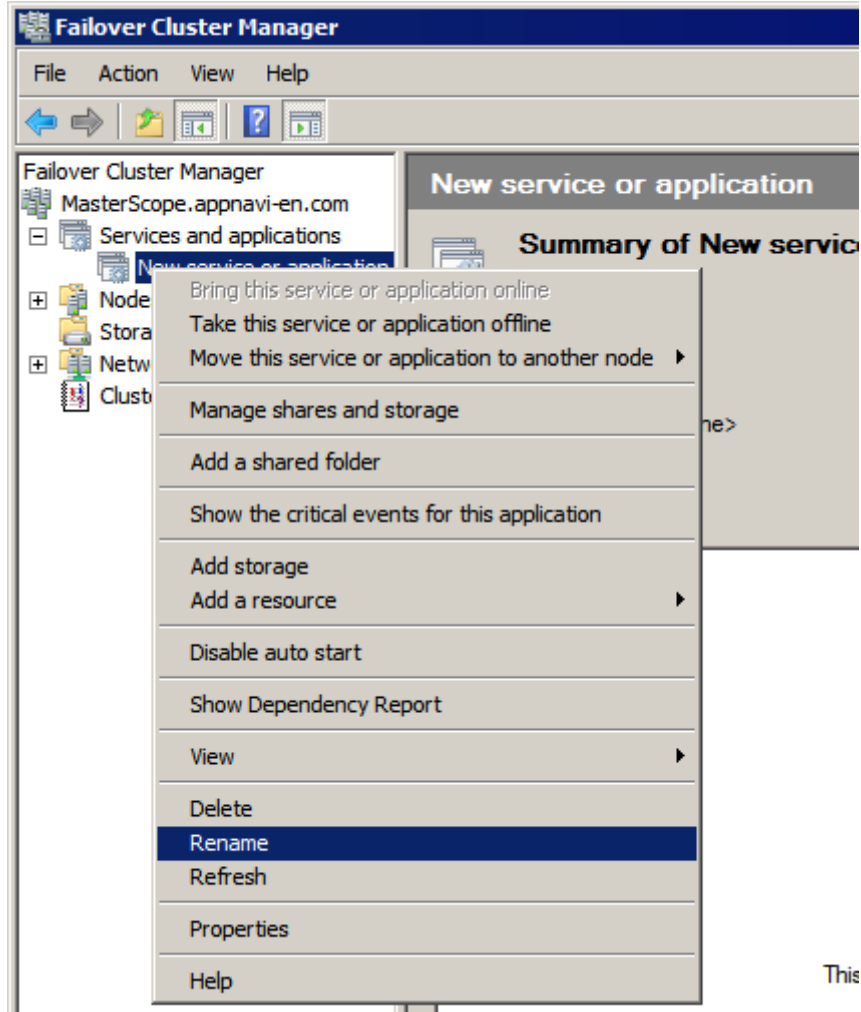 Failover Cluster Manager
File Action View Help
Failover Cluster Manager
MasterScope.appnavi-en.com
Services and applications
New service or application
New service or application
Summary of New servic
Bring this service or application online
Take this service or application offline
Move this service or application to another node
Manage shares and storage
Add a shared folder
Show the critical events for this application
Add storage
Add a resource
Disable auto start
Show Dependency Report
View
Delete
Rename
Refresh
Properties
Help
Node
Stora
Netw
Clust
ne>
This